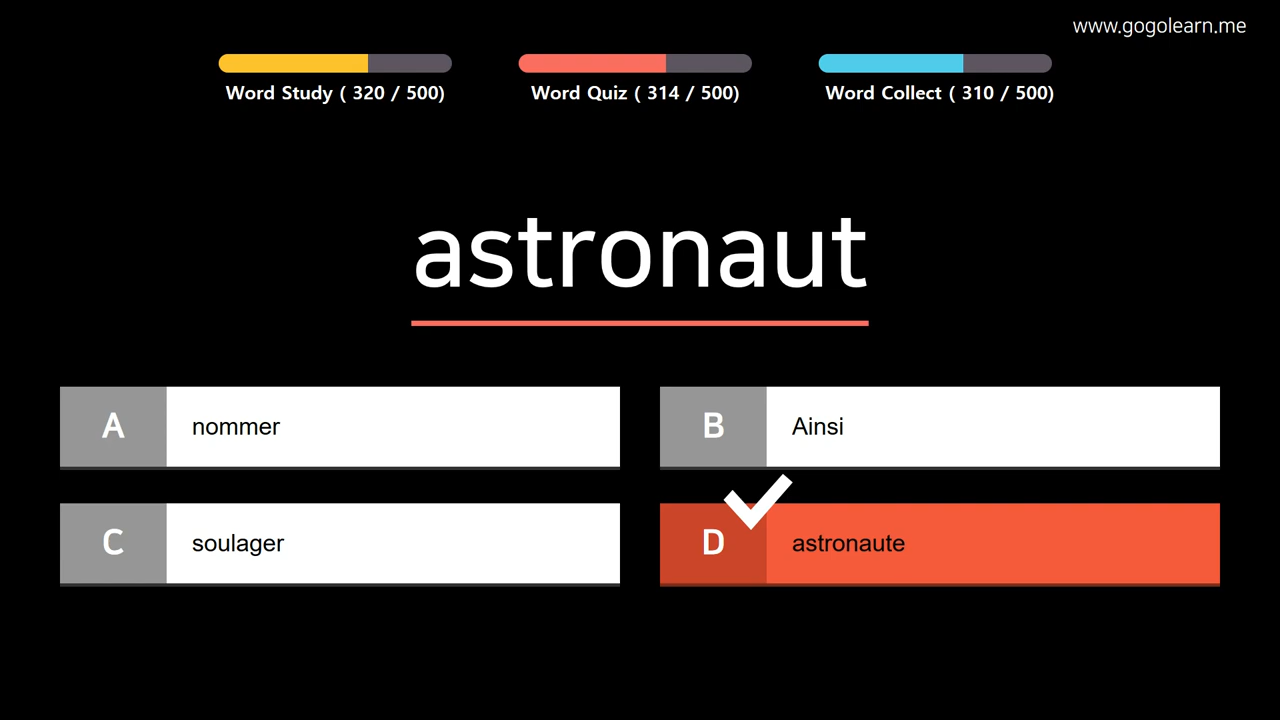 www.gogolearn.me
Word Study ( 320 / 500)
Word Quiz ( 314 / 500)
Word Collect ( 310 / 500)
astronaut
A
nommer
B
Ainsi
C
soulager
D
astronaute